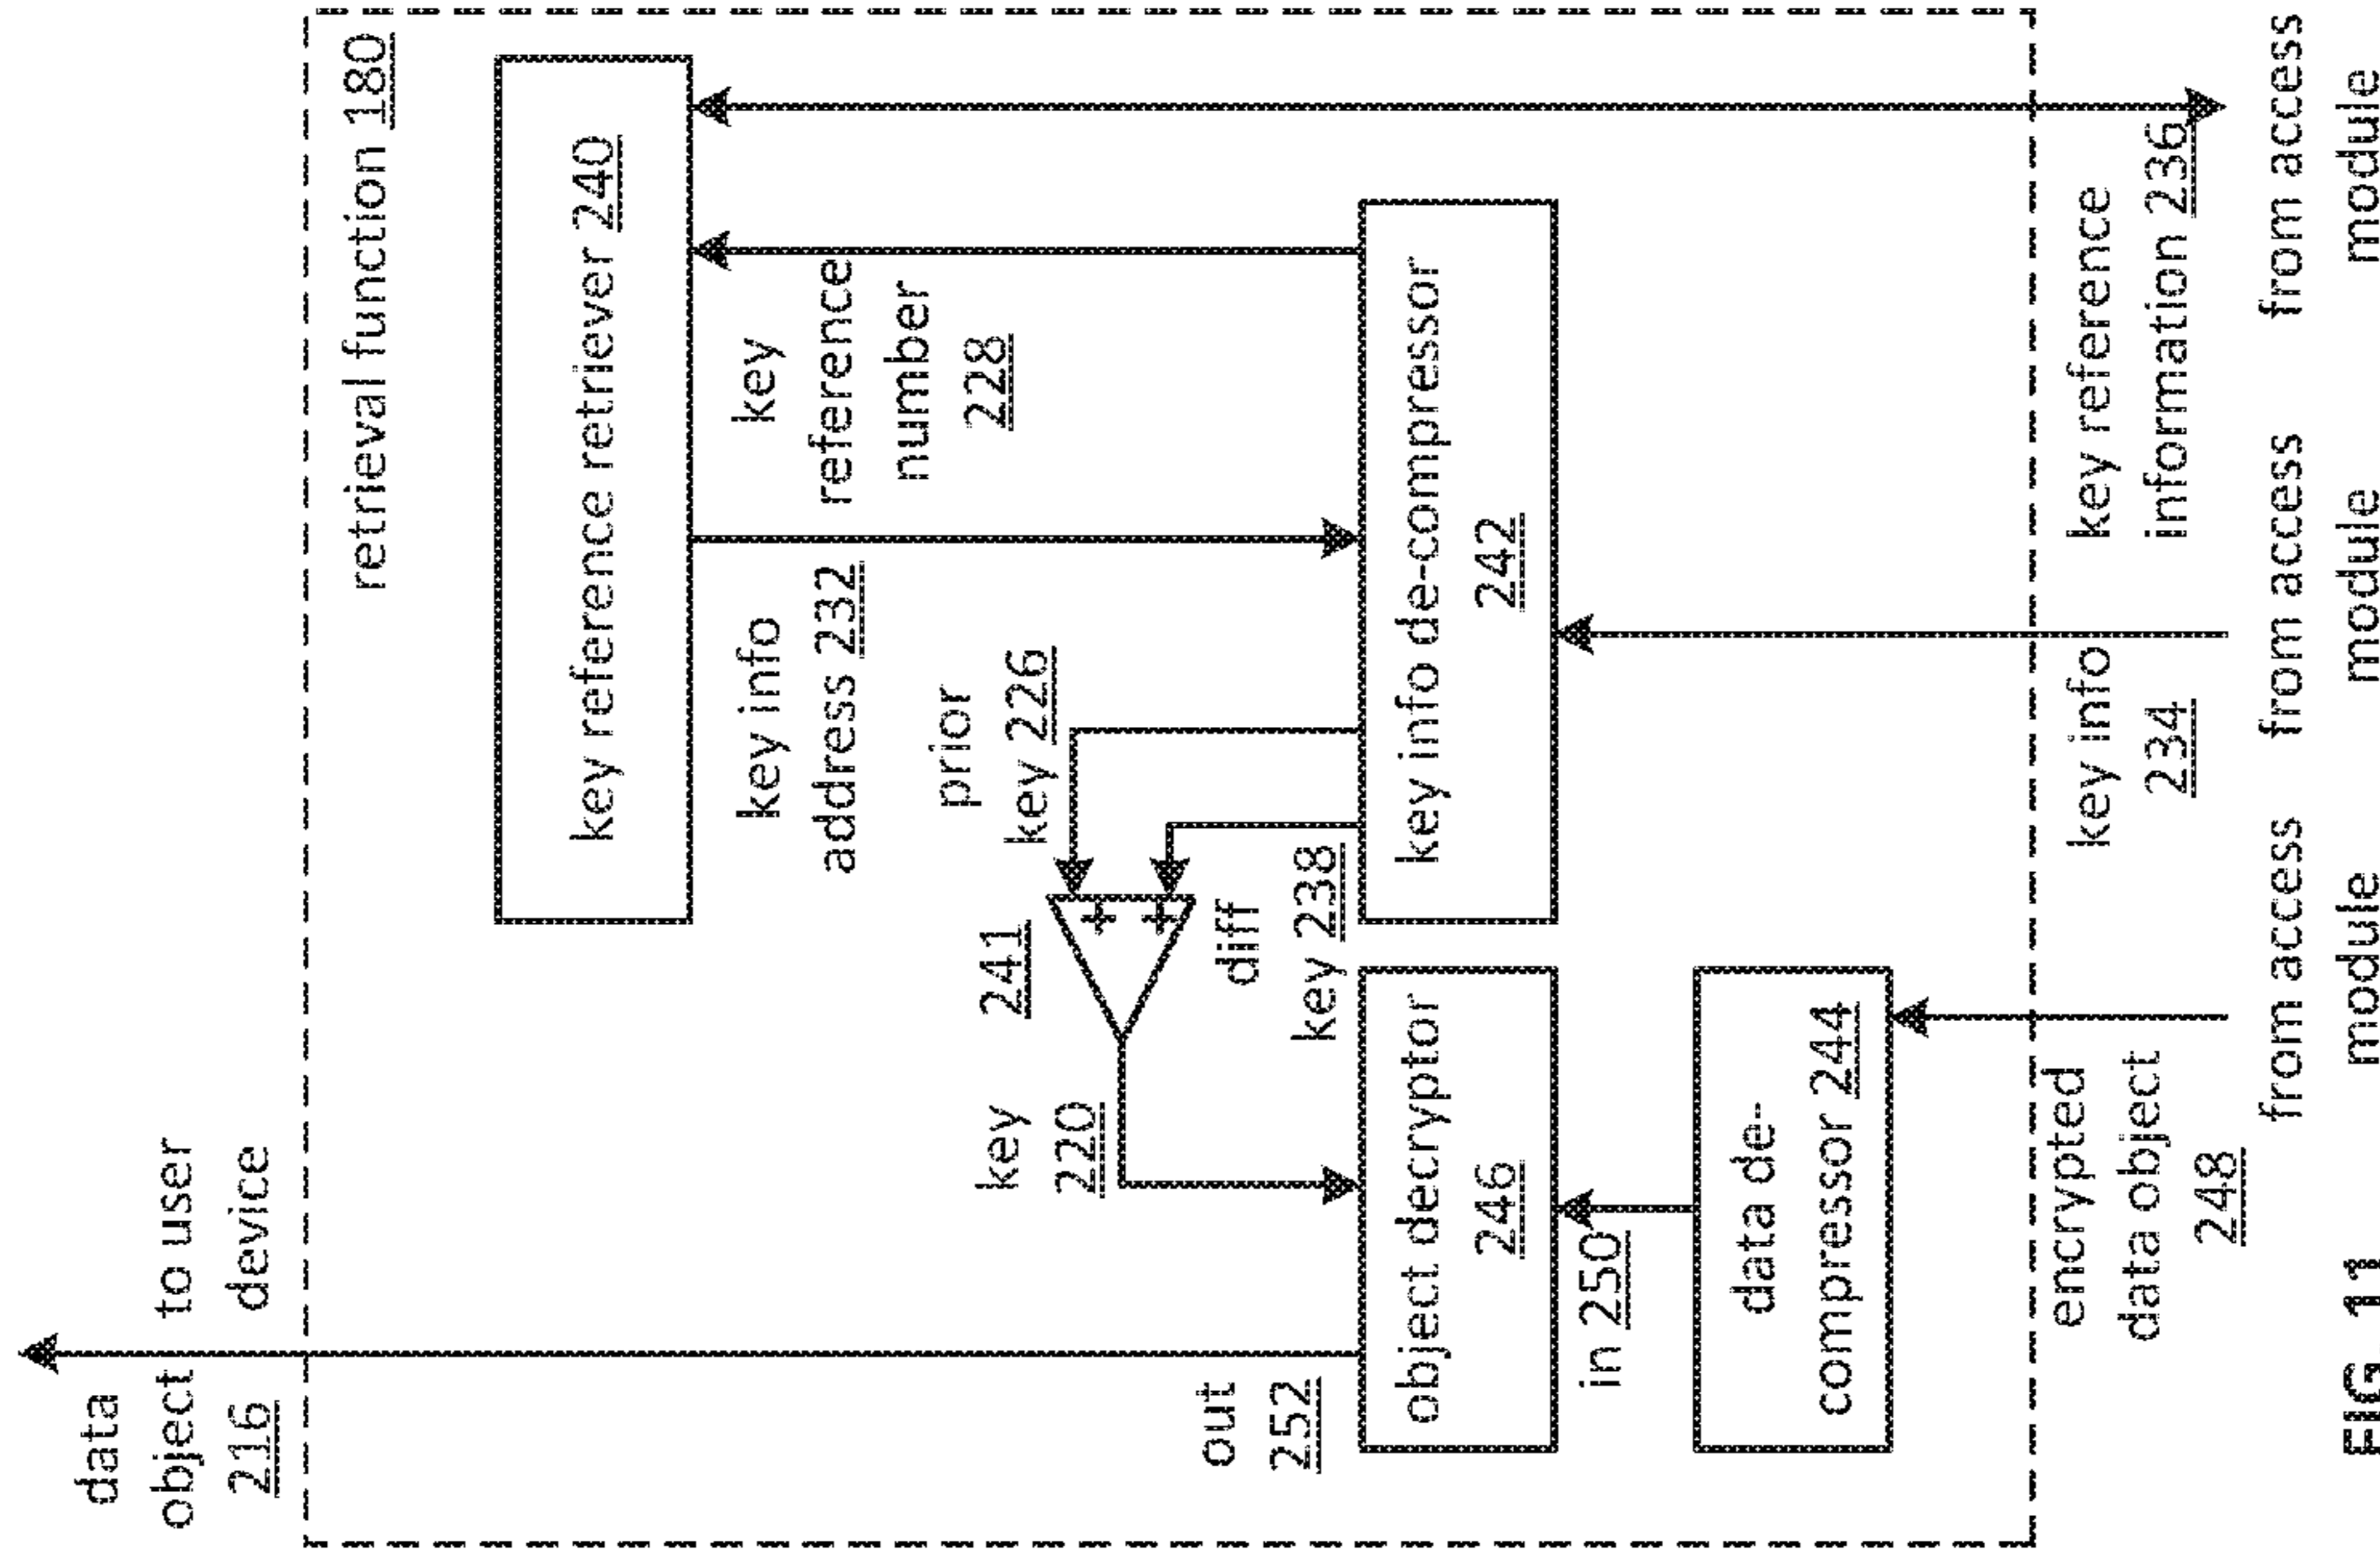 data
object 216
to user
device
retrieval function 180
key reference retriever 240
key info
address 232
key
reference
number
228
prior
key 226
241
key
220
diff
key 238
out
252
object decryptor
246
key info de-compressor
242
in 250
data de-
compressor 244
encrypted
data object
248
key info
234
key reference
information 236
from access
module
from access
module
from access
module
FIG. 11